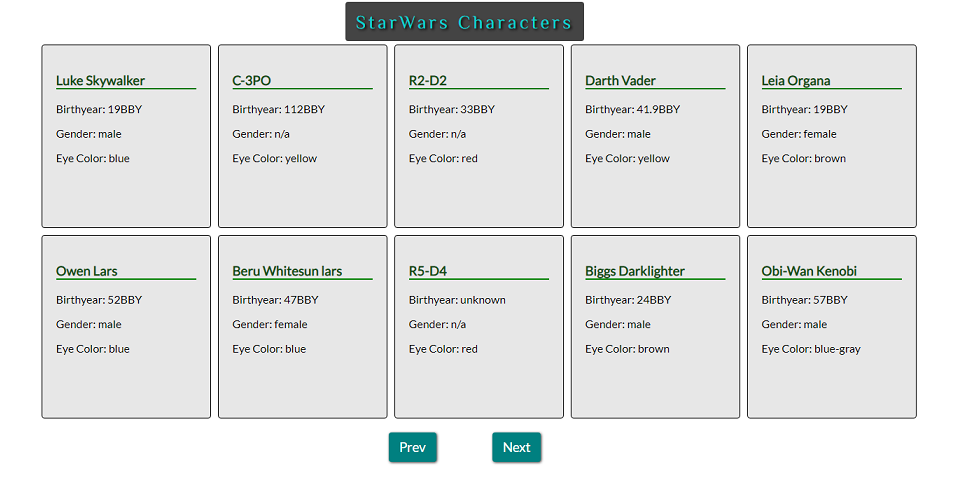 StarWars Characters
Luke Skywalker
Birthyear: 19BBY
Gender: male
Eye Color: blue
C-3PO
Birthyear: 112BBY
Gender: n/a
Eye Color: yellow
R2-D2
Birthyear: 33BBY
Gender: n/a
Eye Color: red
Darth Vader
Birthyear: 41.9BBY
Gender: male
Eye Color: yellow
Leia Organa
Birthyear: 19BBY
Gender: female
Eye Color: brown
Owen Lars
Birthyear: 52BBY
Gender: male
Eye Color: blue
Beru Whitesun lars
Birthyear: 47BBY
Gender: female
Eye Color: blue
R5-D4
Birthyear: unknown
Gender: n/a
Eye Color: red
Biggs Darklighter
Birthyear: 24BBY
Gender: male
Eye Color: brown
Obi-Wan Kenobi
Birthyear: 57BBY
Gender: male
Eye Color: blue-gray
Prev
Next